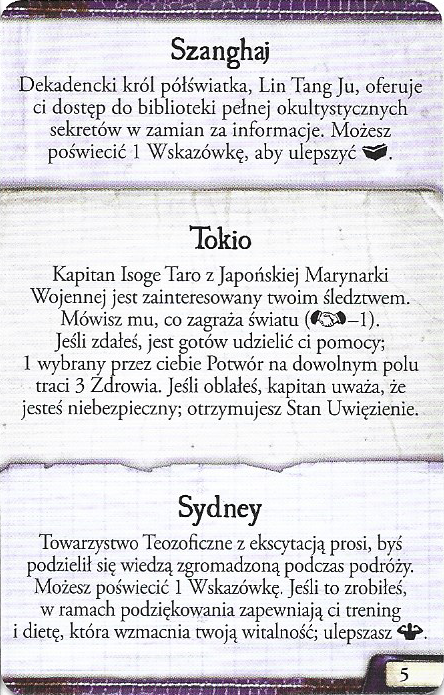 Szanghaj
Dekadencki król półświatka, Lin Tang Ju, oferuje
ci dostęp do biblioteki pełnej okultystycznych
sekretów w zamian za informacje. Możesz
poświecić 1 Wskazówkę, aby ulepszyć .
Tokio
Kapitan Isoge Taro z Japońskiej Marynarki
Wojennej jest zainteresowany twoim śledztwem.
Mówisz mu, co zagraża światu (–1).
Jeśli zdałeś, jest gotów udzielić ci pomocy;
1 wybrany przez ciebie Potwór na dowolnym polu
traci 3 Zdrowia. Jeśli oblałeś, kapitan uważa, że
jesteś niebezpieczny; otrzymujesz Stan Uwięzienie.
Sydney
Towarzystwo Teozoficzne z ekscytacją prosi, byś
podzielił się wiedzą zgromadzoną podczas podróży.
Możesz poświecić 1 Wskazówkę. Jeśli to zrobiłeś,
w ramach podziękowania zapewniają ci trening
i dietę, która wzmacnia twoją witalność; ulepszasz .
5